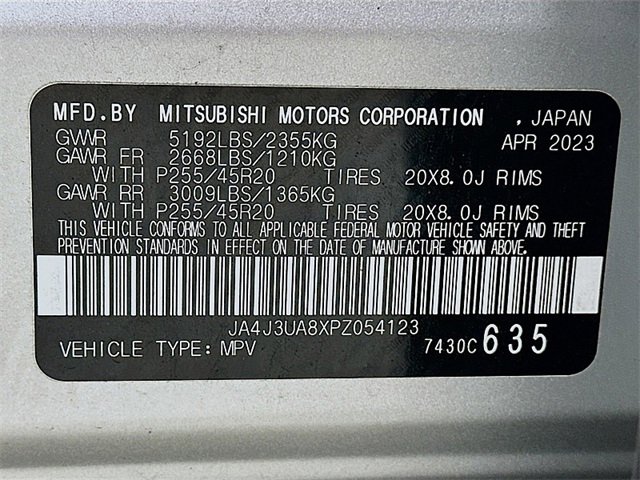 MFD.BY MITSUBISHI MOTORS CORPORATION , JAPAN
GVWR 5192LBS/2355KG APR 2023
GAWR FR 2668LBS/1210KG
WITH P255/45R20 TIRES 20X8.0J RIMS
GAWR RR 3009LBS/1365KG
WITH P255/45R20 TIRES 20X8.0J RIMS
THIS VEHICLE CONFORMS TO ALL APPLICABLE FEDERAL MOTOR VEHICLE SAFETY AND THEFT
PREVENTION STANDARDS IN EFFECT ON THE DATE OF MANUFACTURE SHOWN ABOVE.
JA4J3UA8XPZ054123
VEHICLE TYPE: MPV 7430C 635